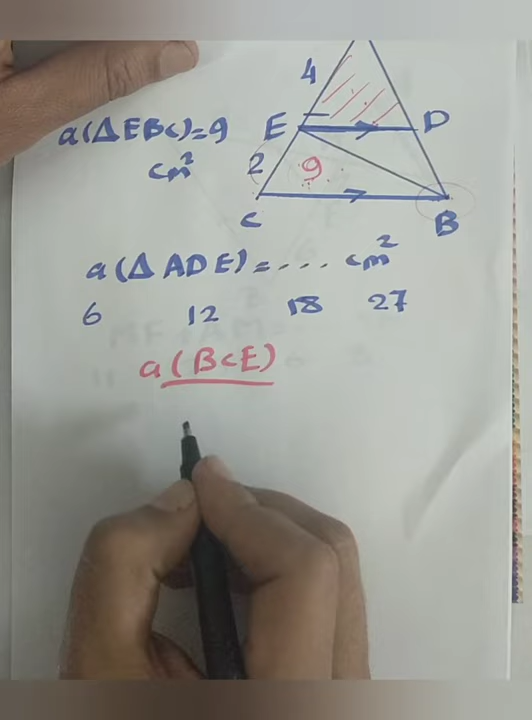 4
a(ΔEBC)=9 E D
cm² 2 9
C B
a(Δ ADE)=.... cm²
6 12 18 27
a(BCE)